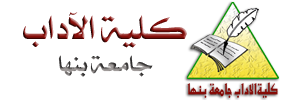 كلية الآداب
جامعة بنها
كلية الآداب جامعة بنها